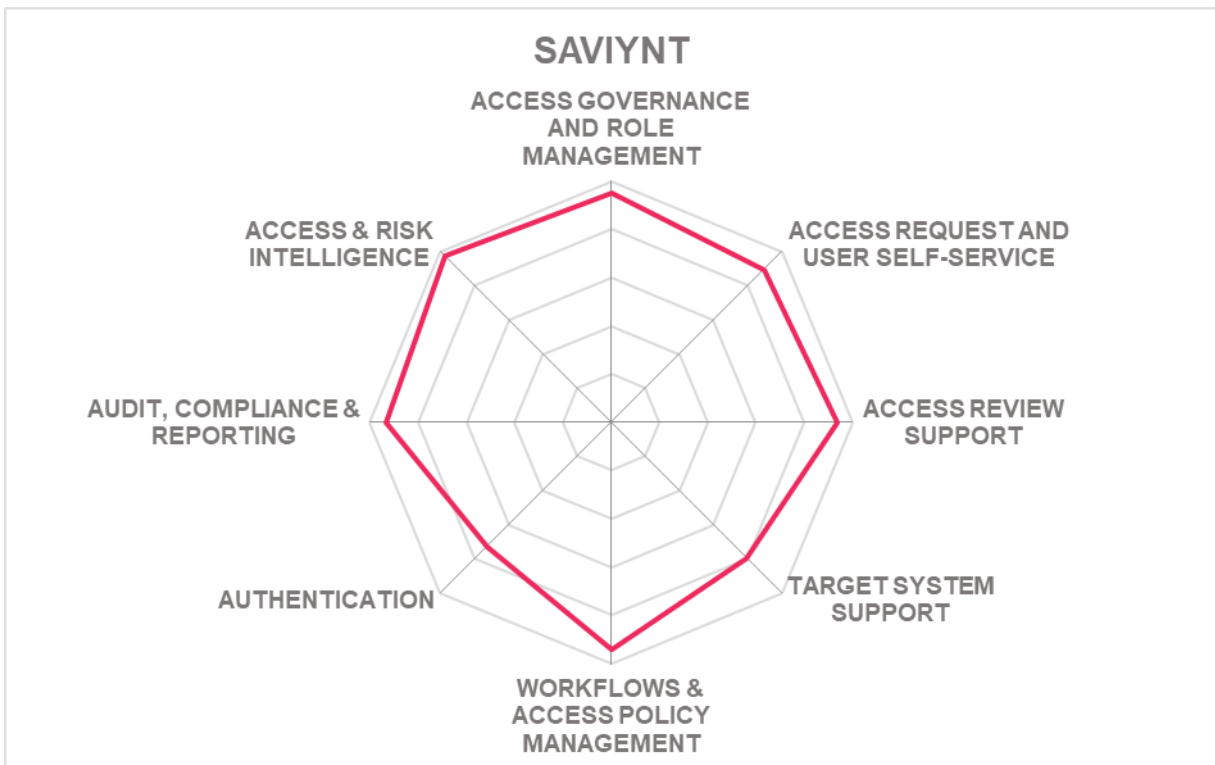 SAVIYNT
ACCESS GOVERNANCE
AND ROLE
MANAGEMENT
ACCESS & RISK
INTELLIGENCE
ACCESS REQUEST AND
USER SELF-SERVICE
AUDIT, COMPLIANCE &
REPORTING
ACCESS REVIEW
SUPPORT
AUTHENTICATION
TARGET SYSTEM
SUPPORT
WORKFLOWS &
ACCESS POLICY
MANAGEMENT